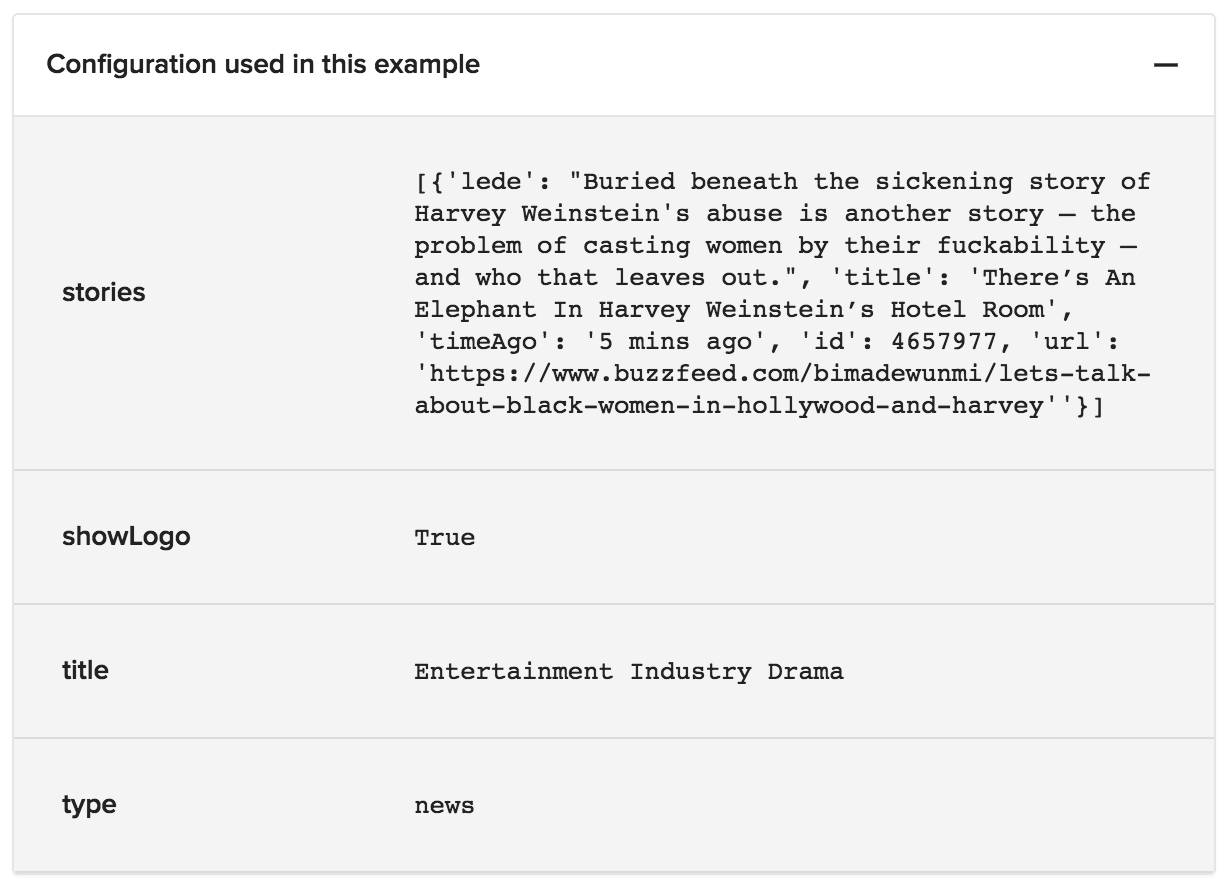 Configuration used in this example
stories
[{'lede': "Buried beneath the sickening story of
Harvey Weinstein's abuse is another story — the
problem of casting women by their fuckability —
and who that leaves out.", 'title': 'There’s An
Elephant In Harvey Weinstein’s Hotel Room',
'timeAgo': '5 mins ago', 'id': 4657977, 'url':
'https://www.buzzfeed.com/bimadewunmi/lets-talk-
about-black-women-in-hollywood-and-harvey''}]
showLogo
True
title
Entertainment Industry Drama
type
news